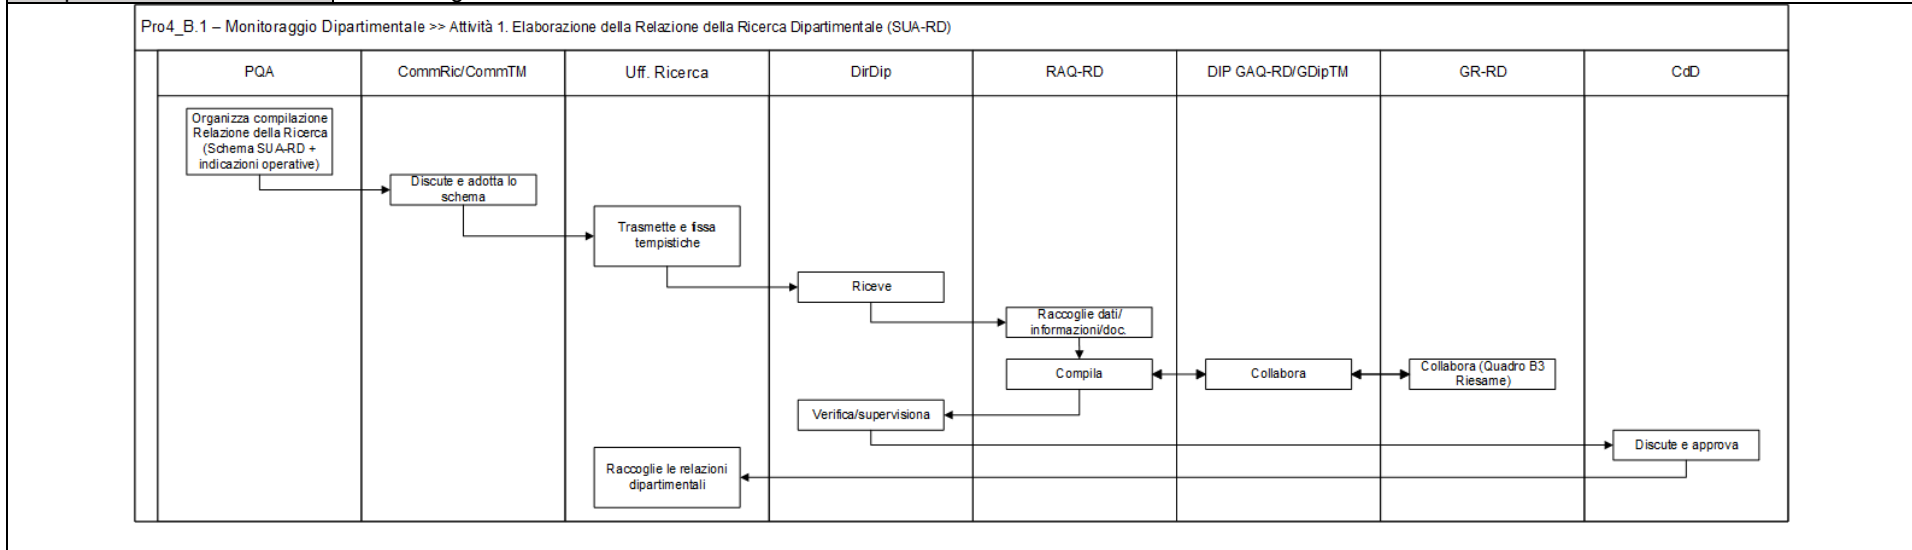 Pro4_B.1 – Monitoraggio Dipartimentale >> Attività 1. Elaborazione della Relazione della Ricerca Dipartimentale (SUA-RD)
PQA
CommRic/CommTM
Uff. Ricerca
DirDip
RAQ-RD
DIP GAQ-RD/GDipTM
GR-RD
CdD
Organizza compilazione
Relazione della Ricerca
(Schema SUA-RD +
indicazioni operative)
Discute e adotta lo
schema
Trasmette e fissa
tempistiche
Riceve
Raccoglie dati/
informazioni/doc.
Compila
Collabora
Collabora (Quadro B3
Riesame)
Verifica/supervisiona
Discute e approva
Raccoglie le relazioni
dipartimentali